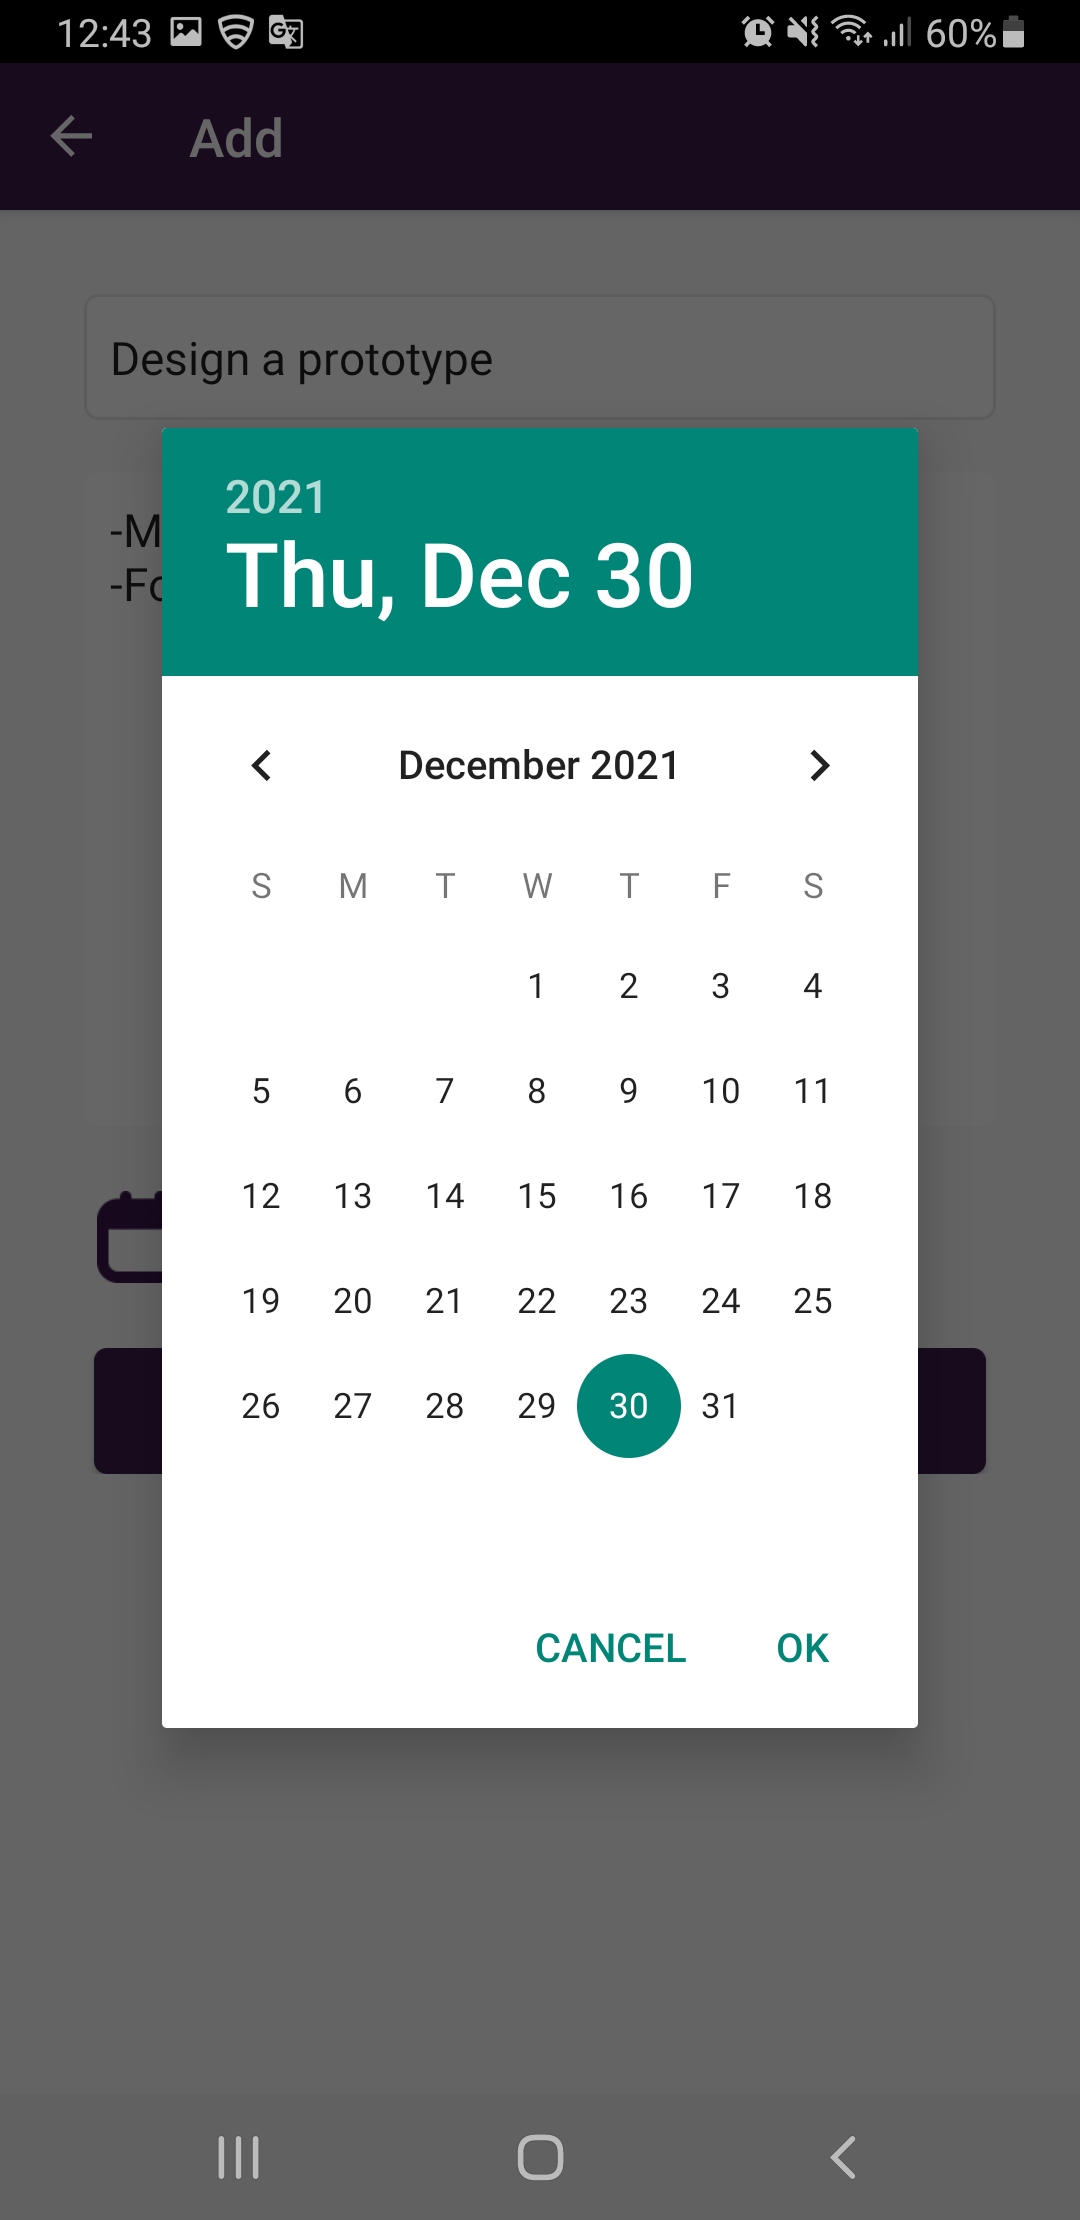 12:43 60%
Add
Design a prototype
-M
2021
Thu, Dec 30
December 2021
S M T W T F S
1 2 3 4
5 6 7 8 9 10 11
12 13 14 15 16 17 18
19 20 21 22 23 24 25
26 27 28 29 30 31
CANCEL OK